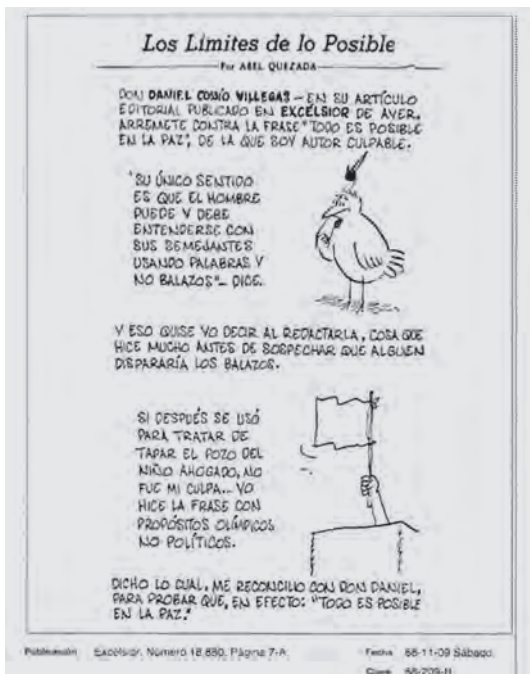 Los Límites de lo Posible
Por ABEL QUEZADA
DON DANIEL COSÍO VILLEGAS – EN SU ARTÍCULO
EDITORIAL PUBLICADO EN EXCÉLSIOR DE AYER,
ARREMETE CONTRA LA FRASE "TODO ES POSIBLE
EN LA PAZ", DE LA QUE SOY AUTOR CULPABLE.
"SU ÚNICO SENTIDO
ES QUE EL HOMBRE
PUEDE Y DEBE
ENTENDERSE CON
SUS SEMEJANTES
USANDO PALABRAS Y
NO BALAZOS" – DICE.
Y ESO QUISE YO DECIR AL REDACTARLA, COSA QUE
HICE MUCHO ANTES DE SOSPECHAR QUE ALGUIEN
DISPARARÍA LOS BALAZOS.
SI DESPUÉS SE USÓ
PARA TRATAR DE
TAPAR EL POZO DEL
NIÑO AHOGADO, NO
FUE MI CULPA... YO
HICE LA FRASE CON
PROPÓSITOS OLÍMPICOS
NO POLÍTICOS.
DICHO LO CUAL, ME RECONCILIO CON DON DANIEL,
PARA PROBAR QUE, EN EFECTO: "TODO ES POSIBLE
EN LA PAZ."
Publicación Excélsior. Número 18,880. Página 7-A. Fecha 68-11-09 Sábado.
Clave 68-209-H